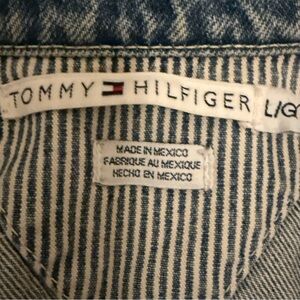 TOMMY HILFIGER
L/G
MADE IN MEXICO
FABRIQUE AU MEXIQUE
HECHO EN MEXICO